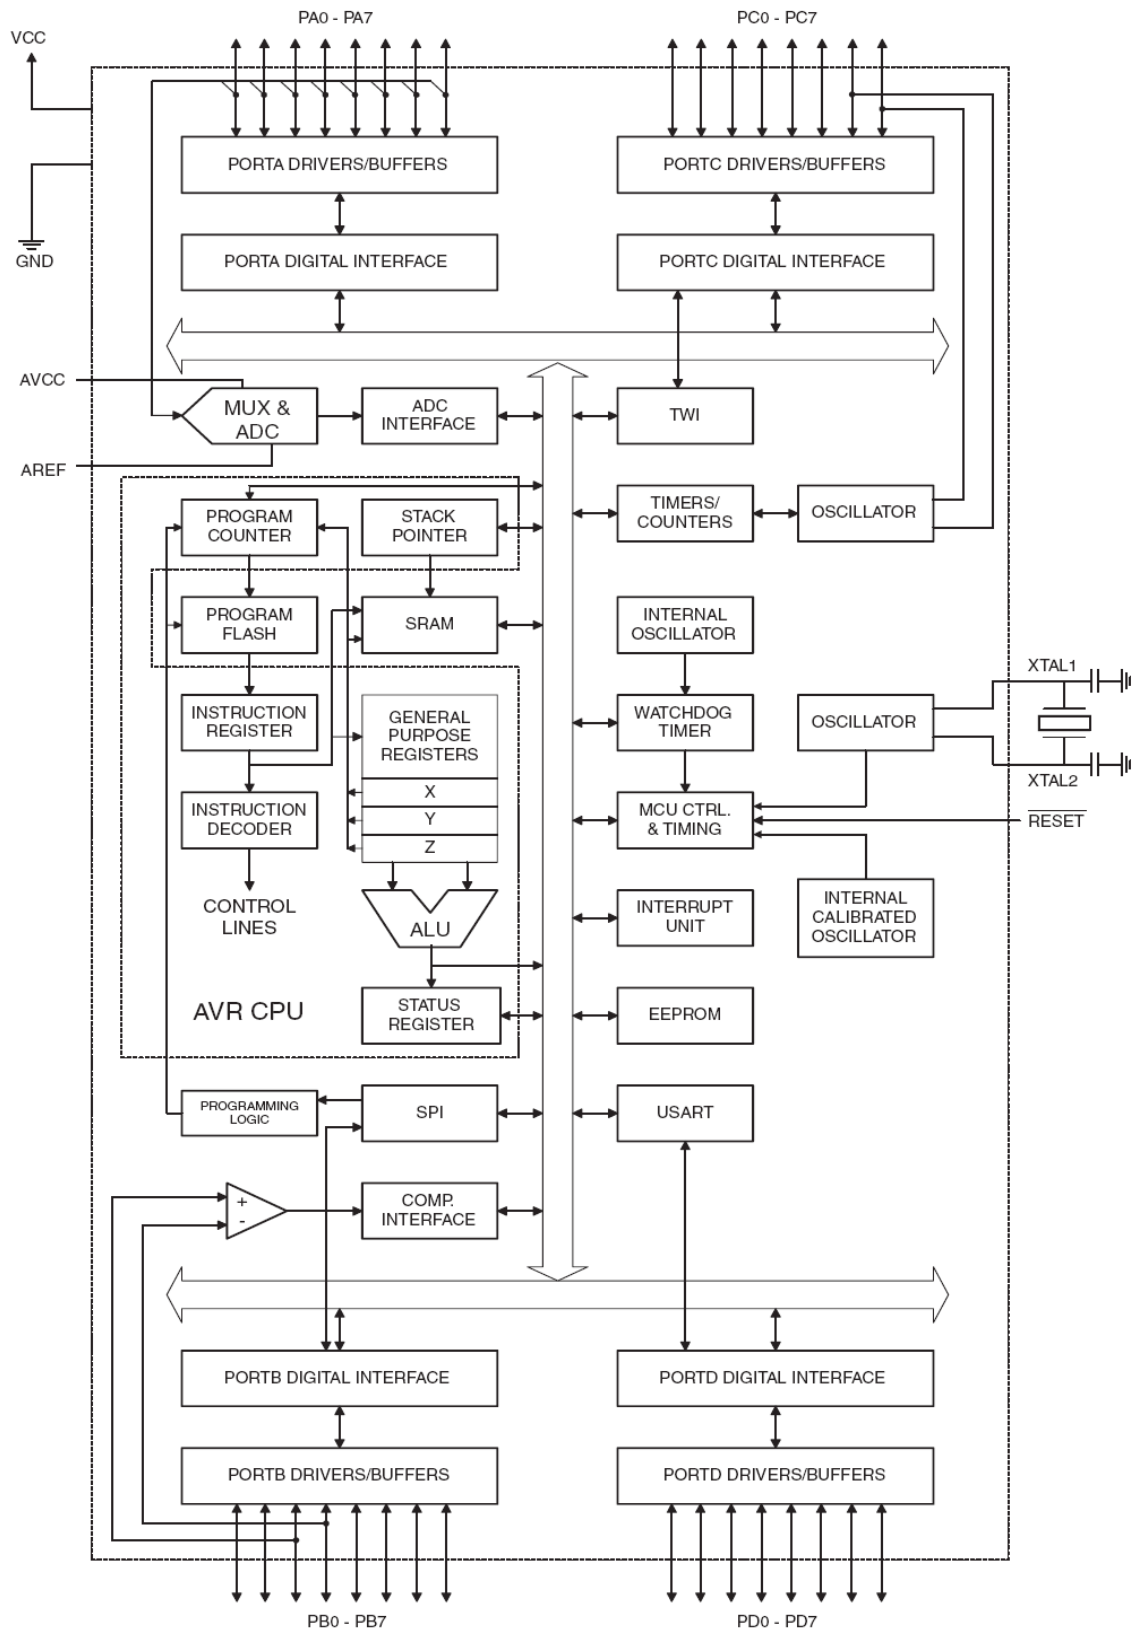 PA0 - PA7
PC0 - PC7
VCC
PORTA DRIVERS/BUFFERS
PORTC DRIVERS/BUFFERS
GND
PORTA DIGITAL INTERFACE
PORTC DIGITAL INTERFACE
AVCC
MUX &
ADC
ADC
INTERFACE
TWI
AREF
PROGRAM
COUNTER
STACK
POINTER
TIMERS/
COUNTERS
OSCILLATOR
PROGRAM
FLASH
SRAM
INTERNAL
OSCILLATOR
XTAL1
INSTRUCTION
REGISTER
GENERAL
PURPOSE
REGISTERS
WATCHDOG
TIMER
OSCILLATOR
XTAL2
X
Y
Z
INSTRUCTION
DECODER
MCU CTRL.
& TIMING
RESET
CONTROL
LINES
ALU
INTERRUPT
UNIT
INTERNAL
CALIBRATED
OSCILLATOR
AVR CPU
STATUS
REGISTER
EEPROM
PROGRAMMING
LOGIC
SPI
USART
+
-
COMP.
INTERFACE
PORTB DIGITAL INTERFACE
PORTD DIGITAL INTERFACE
PORTB DRIVERS/BUFFERS
PORTD DRIVERS/BUFFERS
PB0 - PB7
PD0 - PD7